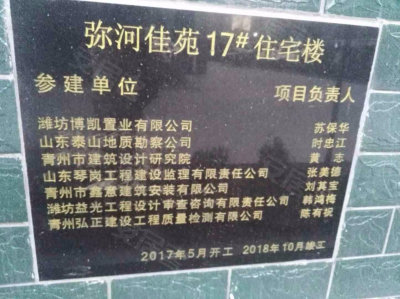 弥河佳苑17#住宅楼
参建单位 项目负责人
潍坊博凯置业有限公司 苏保华
山东泰山地质勘察公司 时忠江
青州市建筑设计研究院 黄志
山东琴岗工程建设监理有限责任公司 张美德
青州市鑫意建筑安装有限公司 刘其宝
潍坊益光工程设计审查咨询有限责任公司 韩鸿梅
青州弘正建设工程质量检测有限公司 陈有祝
2017年5月开工 2018年10月竣工